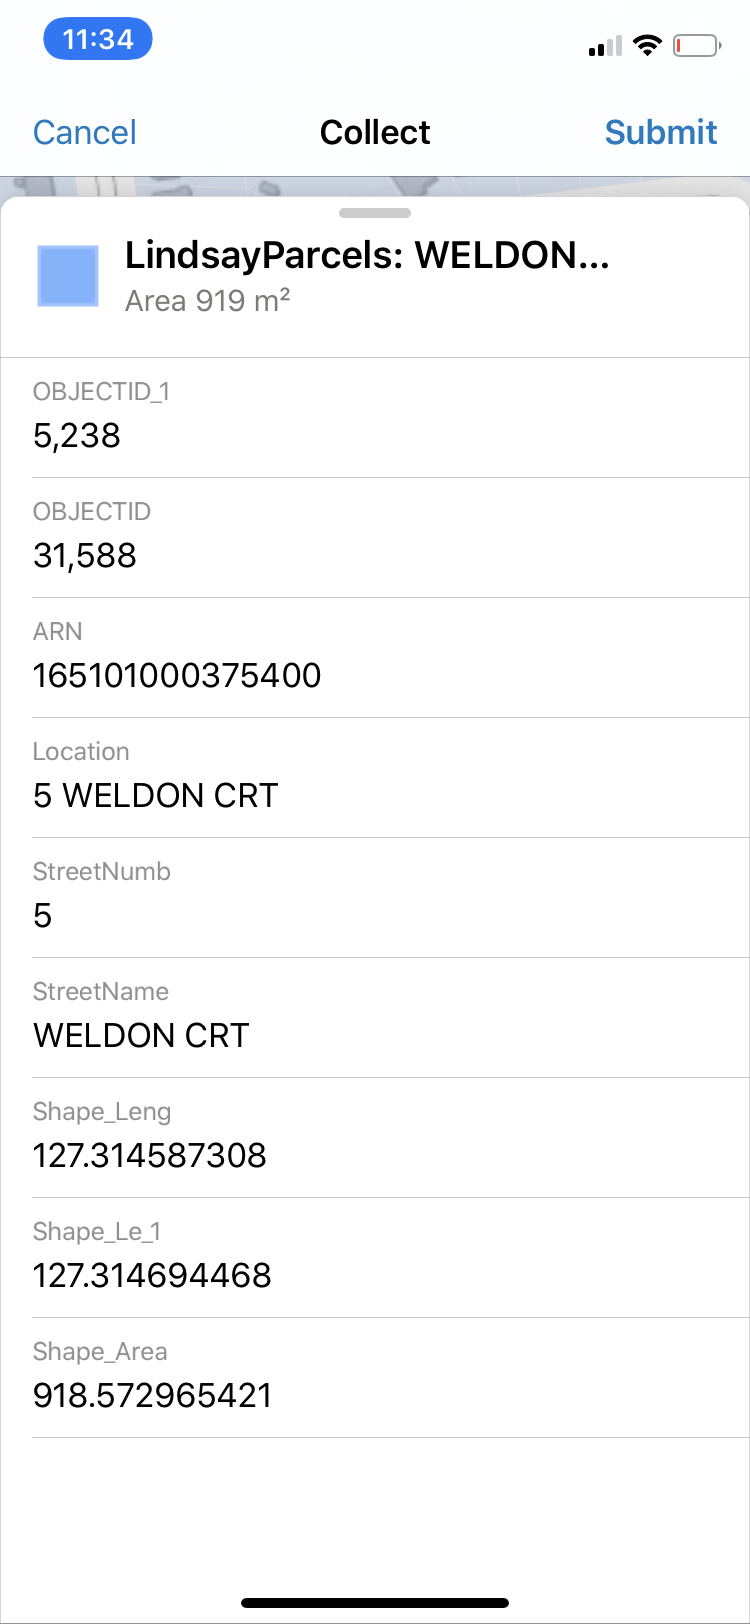 11:34
Cancel Collect Submit
LindsayParcels: WELDON...
Area 919 m²
OBJECTID_1
5,238
OBJECTID
31,588
ARN
165101000375400
Location
5 WELDON CRT
StreetNumb
5
StreetName
WELDON CRT
Shape_Leng
127.314587308
Shape_Le_1
127.314694468
Shape_Area
918.572965421